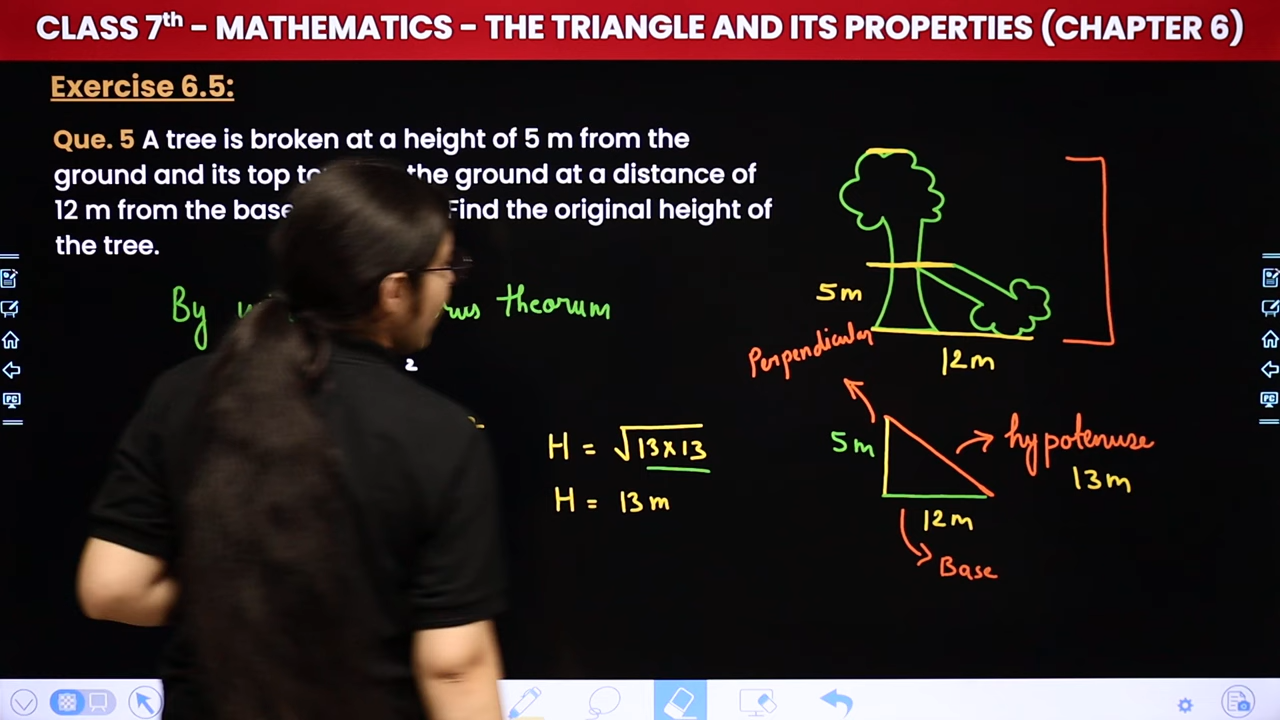 CLASS 7th - MATHEMATICS - THE TRIANGLE AND ITS PROPERTIES (CHAPTER 6)
Exercise 6.5:
Que. 5 A tree is broken at a height of 5 m from the
ground and its top the ground at a distance of
12 m from the base Find the original height of
the tree.
By theorum
2
H = √13×13
H = 13 m
5m
12m
Perpendicular
5m
hypotenuse
13m
12m
Base
PC
PC